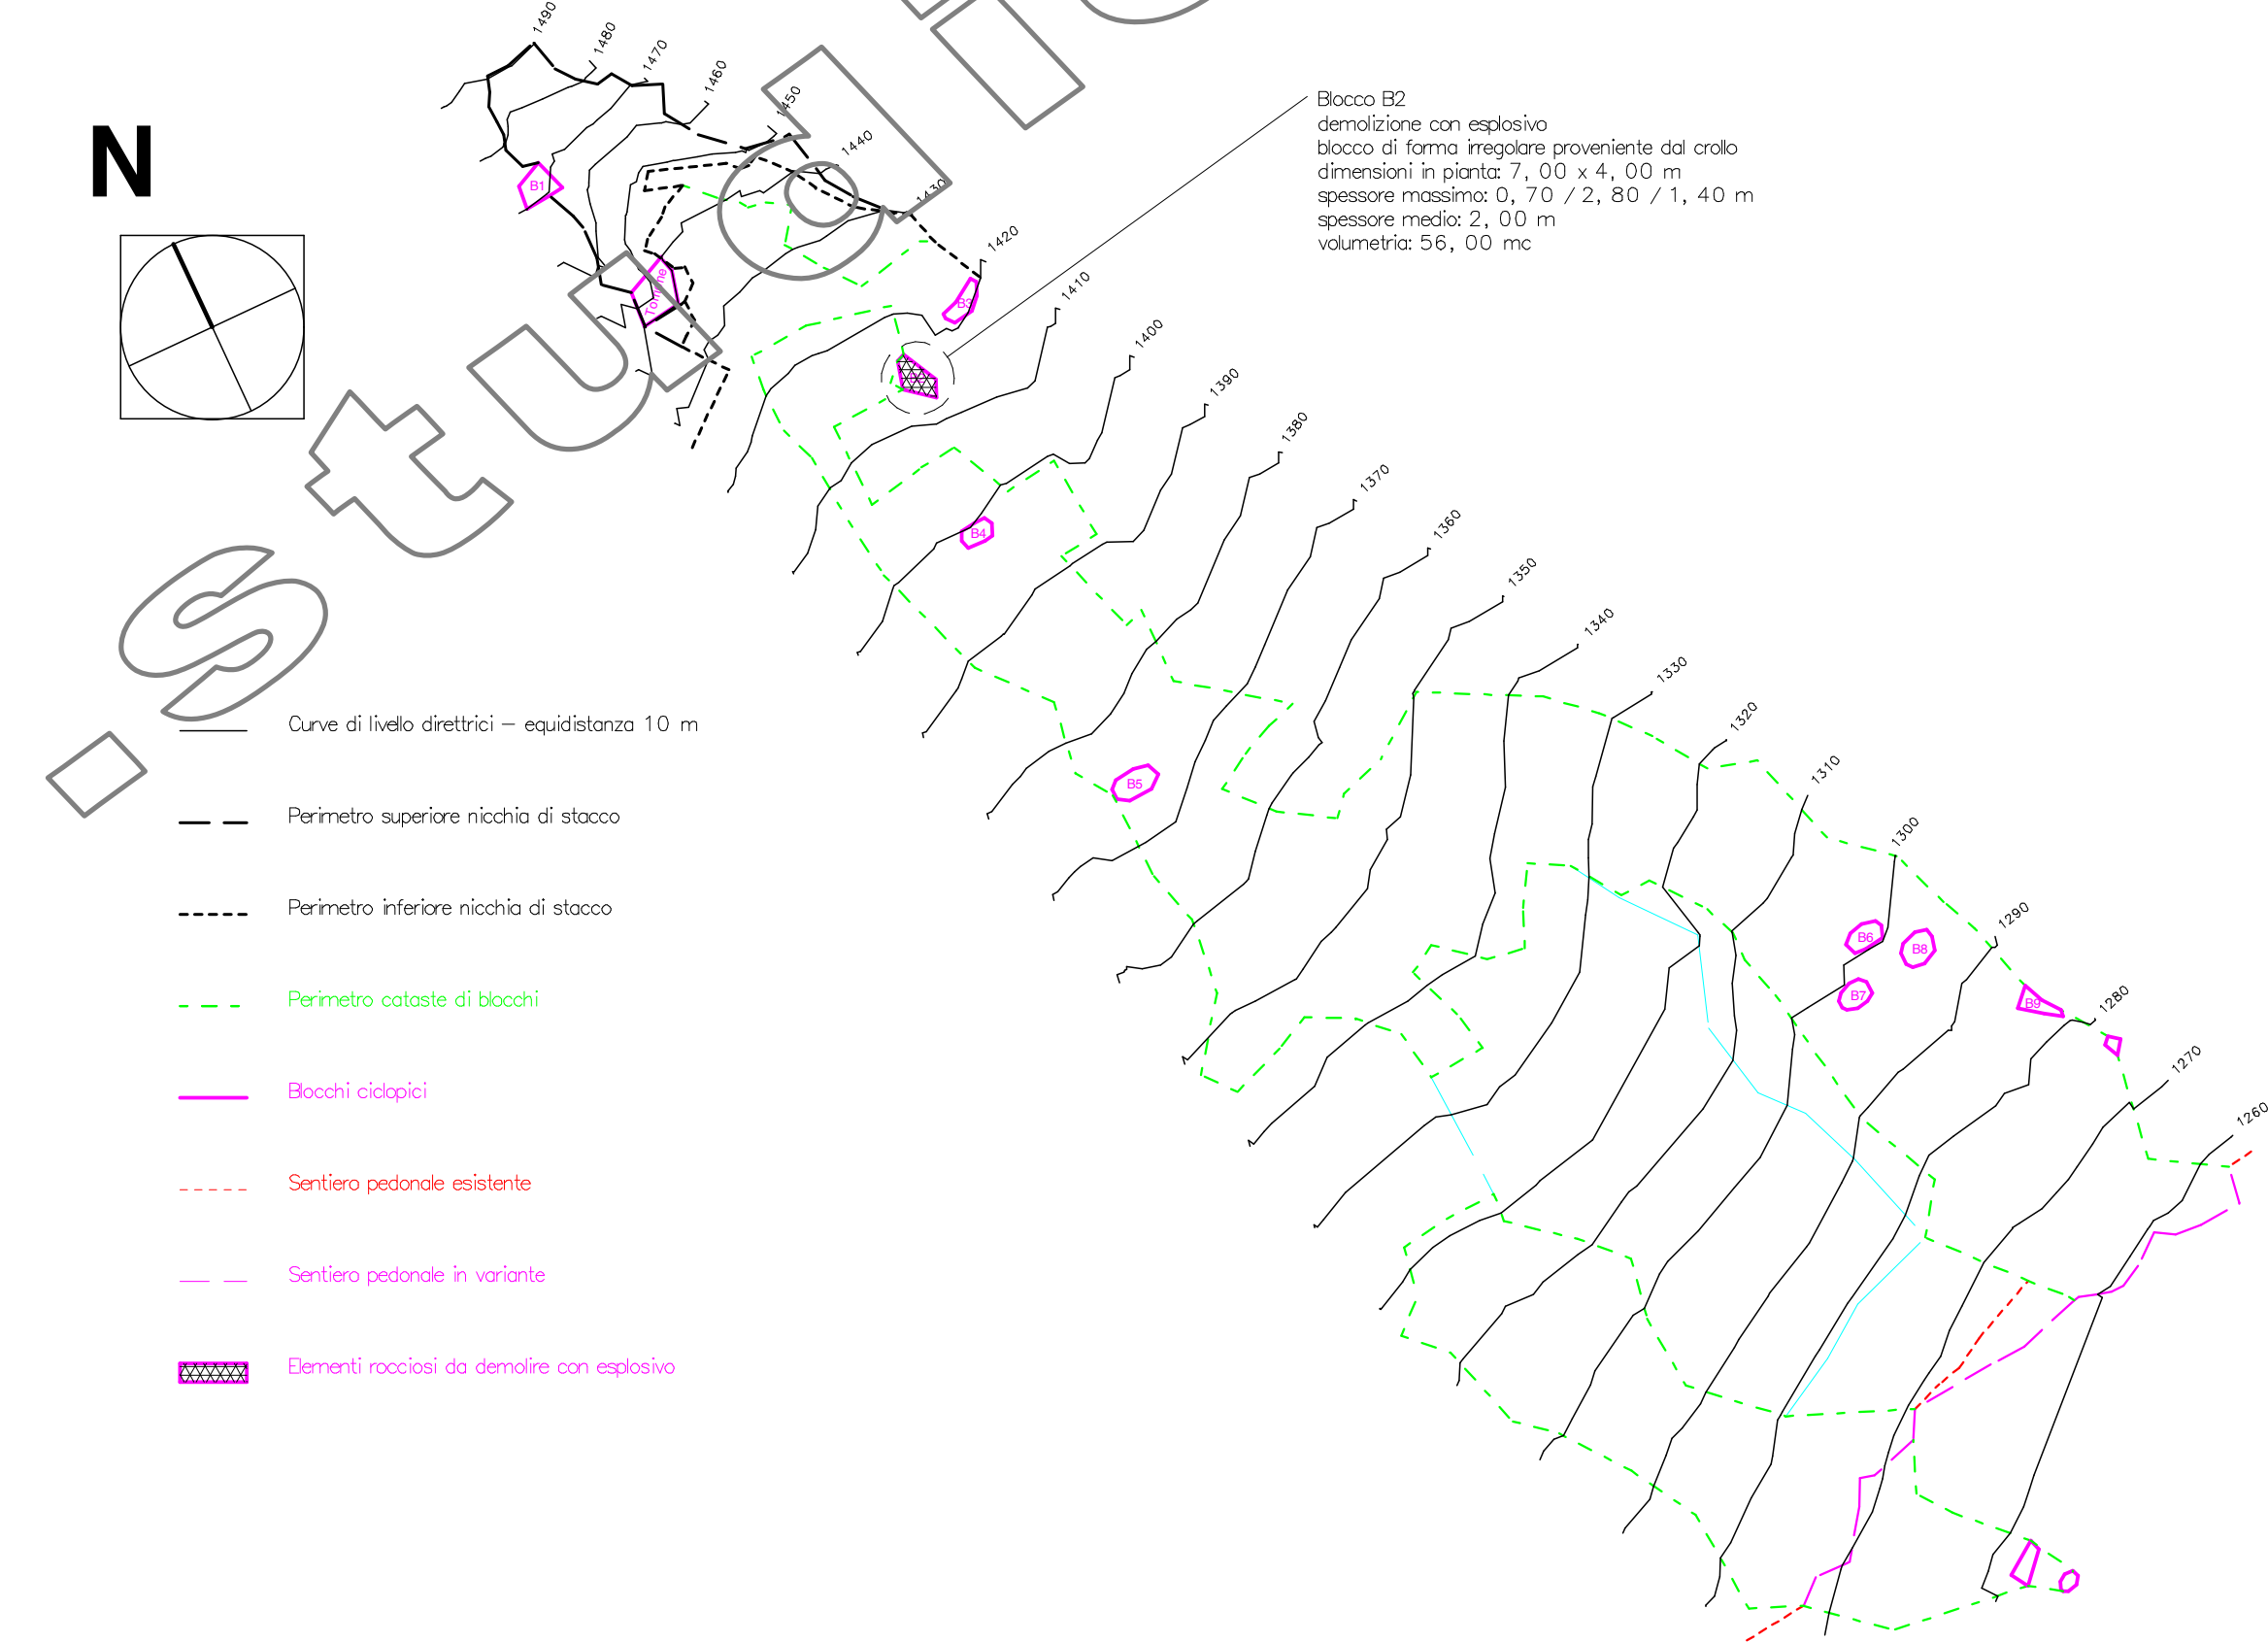 1490
1480
1470
1460
1450
1440
1430
1420
1410
1400
1390
1380
1370
1360
1350
1340
1330
1320
1310
1300
1290
1280
1270
1260
N
Blocco B2
demolizione con esplosivo
blocco di forma irregolare proveniente dal crollo
dimensioni in pianta: 7, 00 x 4, 00 m
spessore massimo: 0, 70 / 2, 80 / 1, 40 m
spessore medio: 2, 00 m
volumetria: 56, 00 mc
B1
B3
B4
B5
B6
B8
B7
B9
Studi
Curve di livello direttrici – equidistanza 10 m
Perimetro superiore nicchia di stacco
Perimetro inferiore nicchia di stacco
Perimetro cataste di blocchi
Blocchi ciclopici
Sentiero pedonale esistente
Sentiero pedonale in variante
Elementi rocciosi da demolire con esplosivo